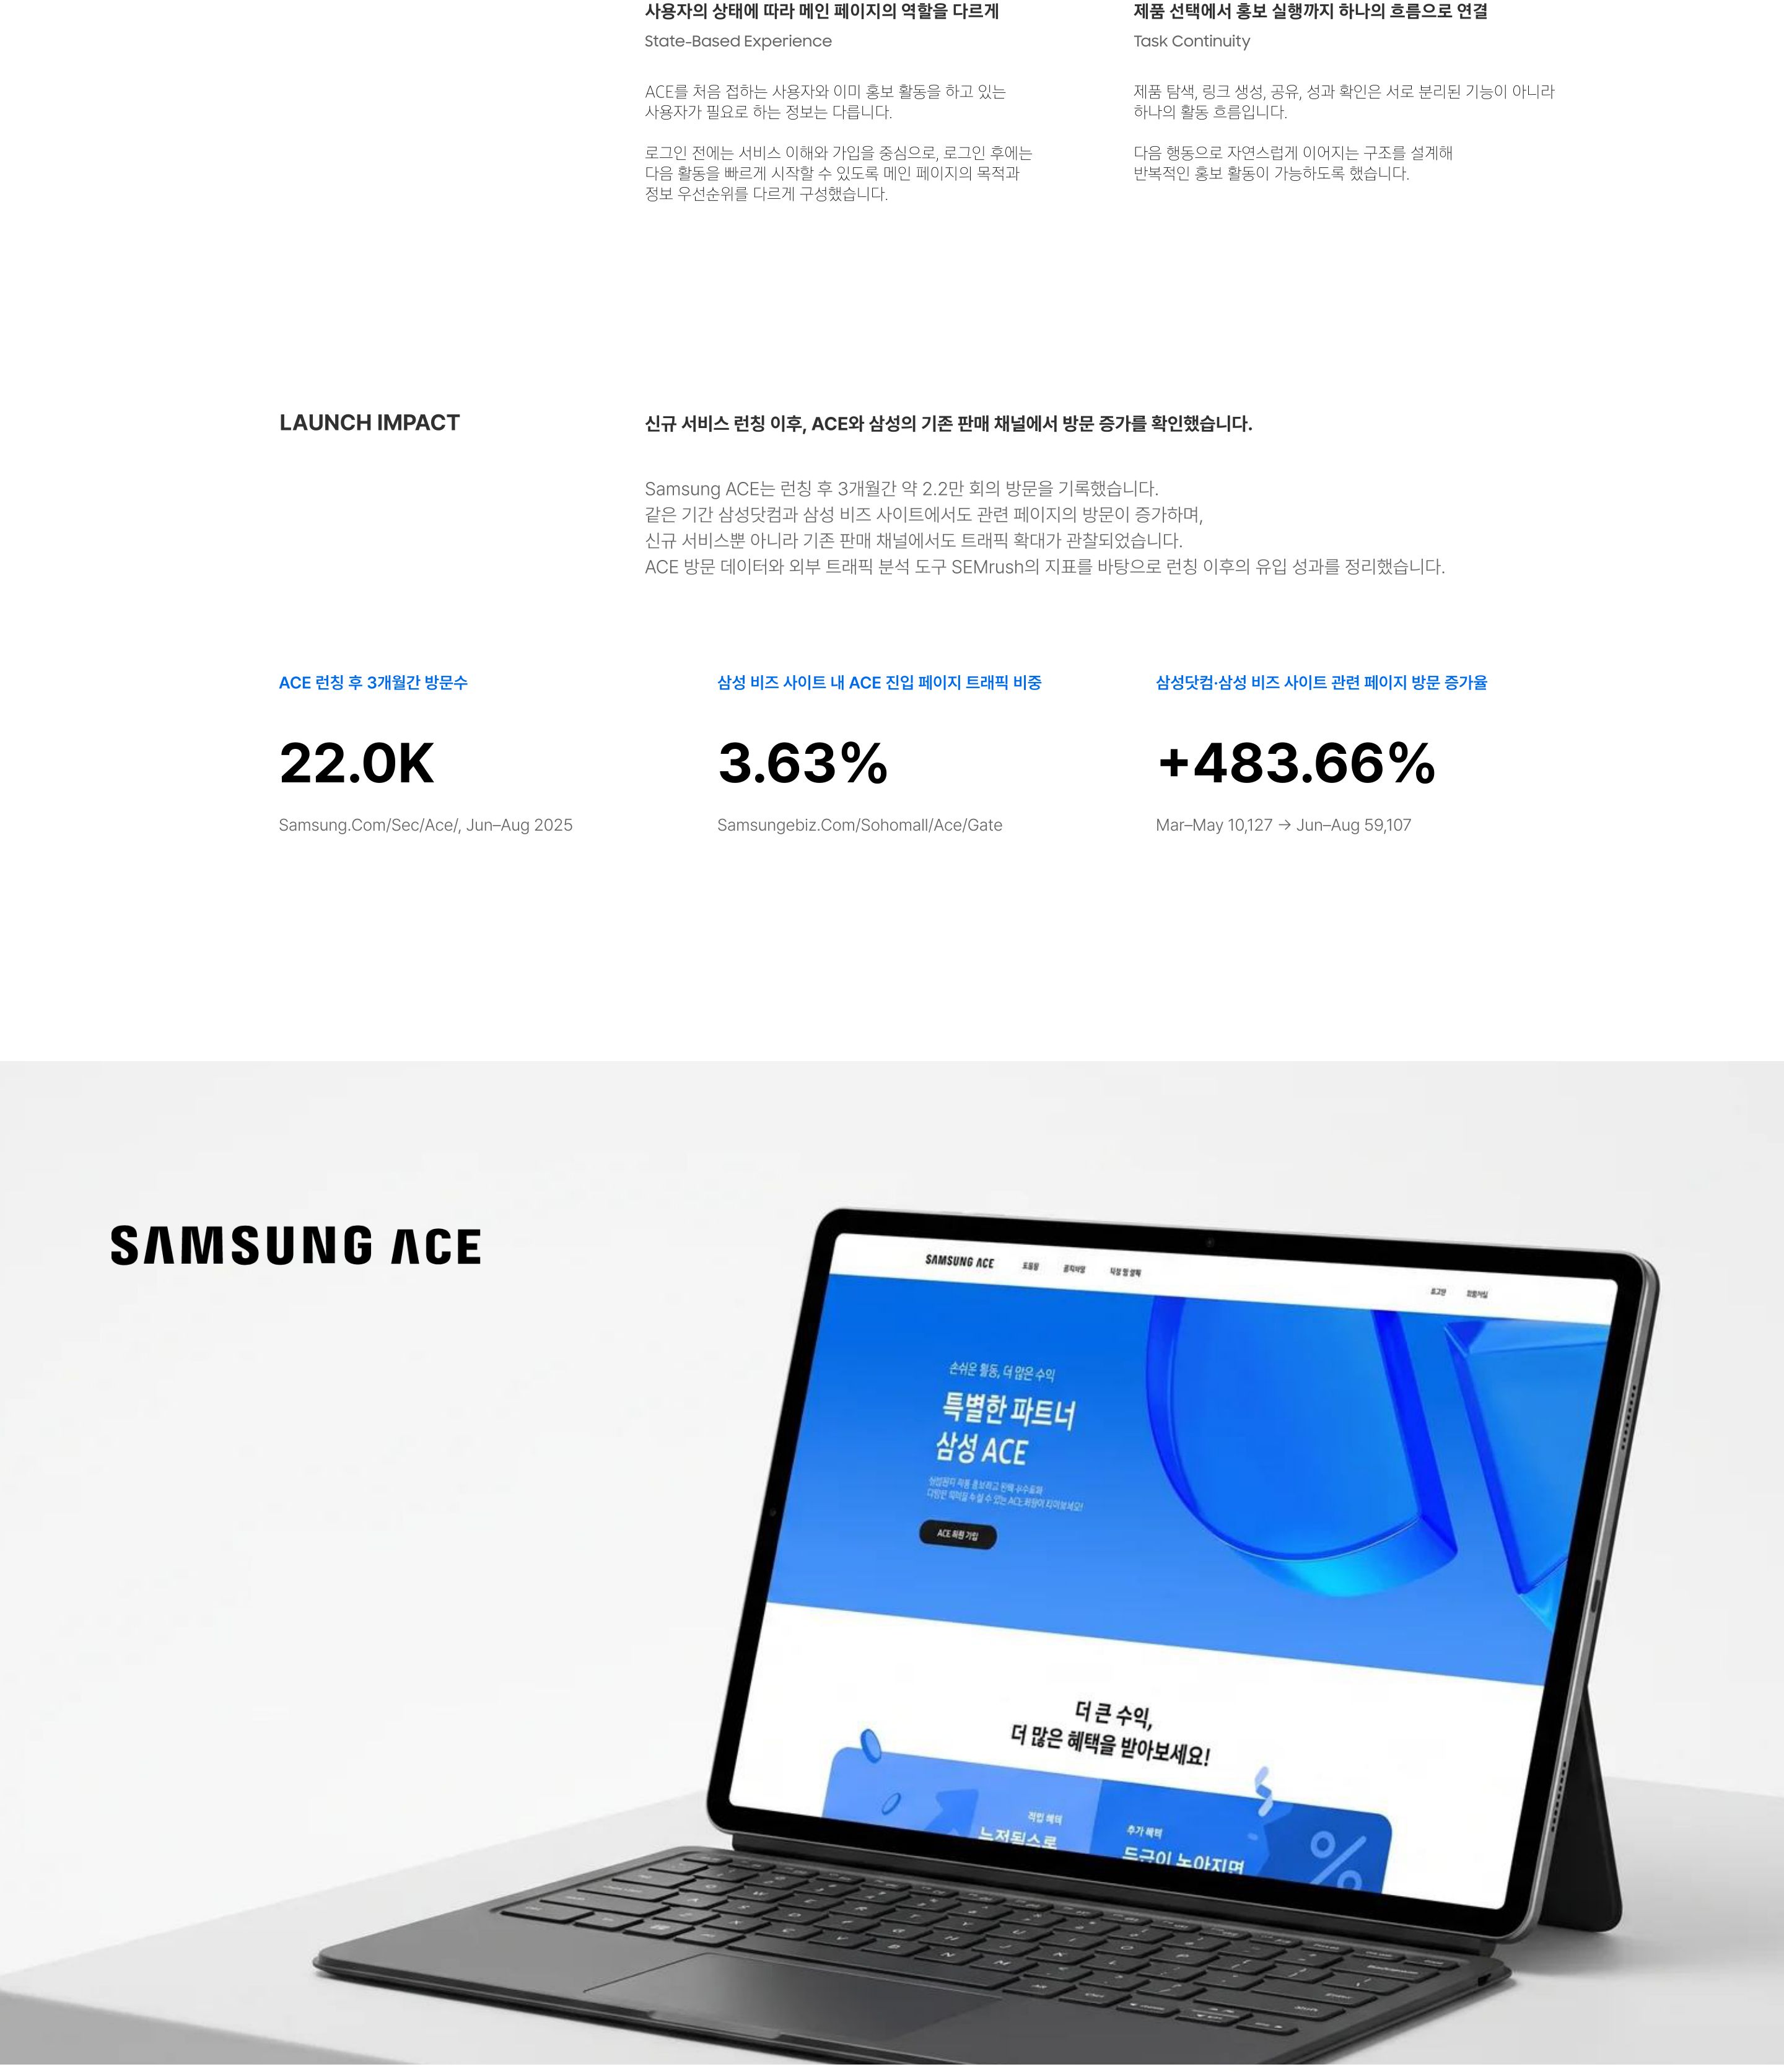 사용자의 상태에 따라 메인 페이지의 역할을 다르게
State-Based Experience
ACE를 처음 접하는 사용자와 이미 홍보 활동을 하고 있는
사용자가 필요로 하는 정보는 다릅니다.
로그인 전에는 서비스 이해와 가입을 중심으로, 로그인 후에는
다음 활동을 빠르게 시작할 수 있도록 메인 페이지의 목적과
정보 우선순위를 다르게 구성했습니다.
제품 선택에서 홍보 실행까지 하나의 흐름으로 연결
Task Continuity
제품 탐색, 링크 생성, 공유, 성과 확인은 서로 분리된 기능이 아니라
하나의 활동 흐름입니다.
다음 행동으로 자연스럽게 이어지는 구조를 설계해
반복적인 홍보 활동이 가능하도록 했습니다.
LAUNCH IMPACT
신규 서비스 런칭 이후, ACE와 삼성의 기존 판매 채널에서 방문 증가를 확인했습니다.
Samsung ACE는 런칭 후 3개월간 약 2.2만 회의 방문을 기록했습니다.
같은 기간 삼성닷컴과 삼성 비즈 사이트에서도 관련 페이지의 방문이 증가하며,
신규 서비스뿐 아니라 기존 판매 채널에서도 트래픽 확대가 관찰되었습니다.
ACE 방문 데이터와 외부 트래픽 분석 도구 SEMrush의 지표를 바탕으로 런칭 이후의 유입 성과를 정리했습니다.
ACE 런칭 후 3개월간 방문수
22.0K
Samsung.Com/Sec/Ace/, Jun–Aug 2025
삼성 비즈 사이트 내 ACE 진입 페이지 트래픽 비중
3.63%
Samsungebiz.Com/Sohomall/Ace/Gate
삼성닷컴·삼성 비즈 사이트 관련 페이지 방문 증가율
+483.66%
Mar–May 10,127 → Jun–Aug 59,107
SAMSUNG ACE
SAMSUNG ACE
손쉬운 활동, 더 많은 수익
특별한 파트너
삼성 ACE
ACE 회원 가입
더 큰 수익,
더 많은 혜택을 받아보세요!
적립 혜택
추가 혜택
등급이 높아지면
%